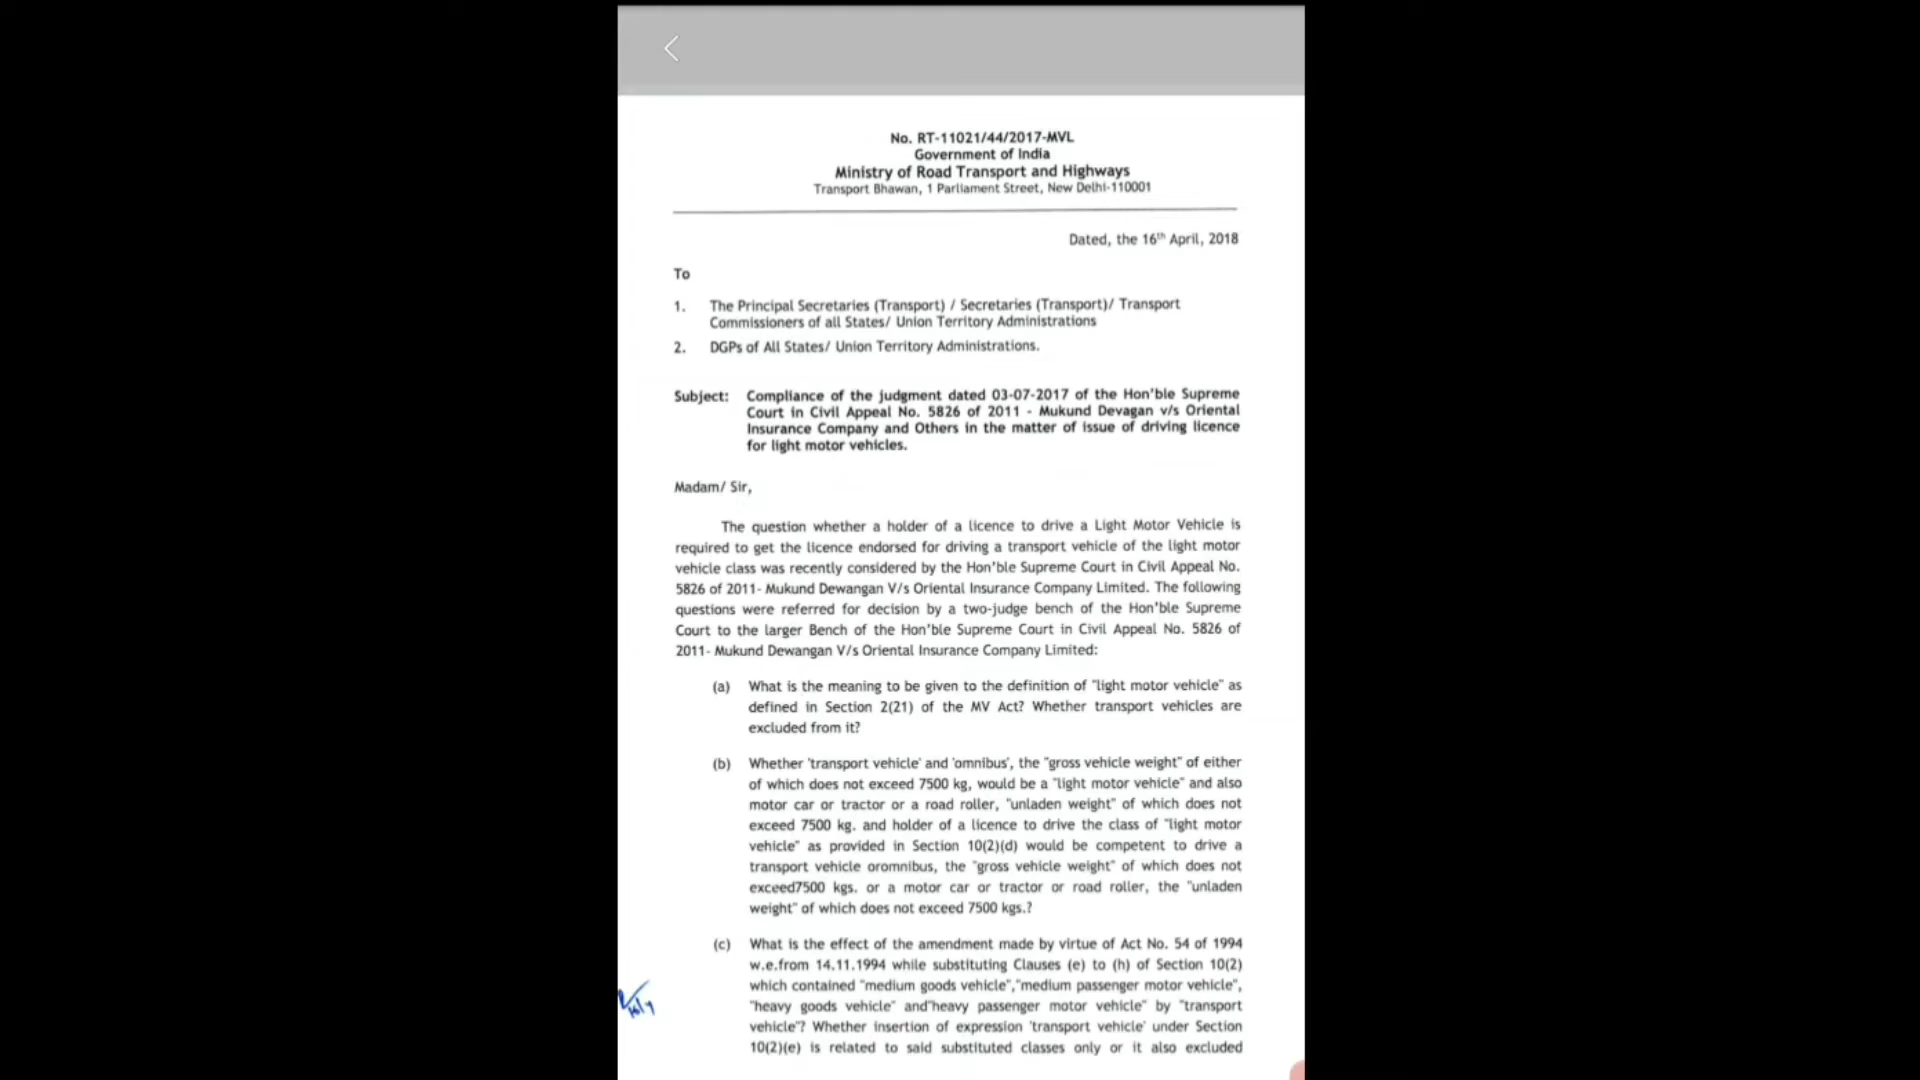 No. RT-11021/44/2017-MVL
Government of India
Ministry of Road Transport and Highways
Transport Bhawan, 1 Parliament Street, New Delhi-110001
Dated, the 16th April, 2018
To
1. The Principal Secretaries (Transport) / Secretaries (Transport)/ Transport
Commissioners of all States/ Union Territory Administrations
2. DGPs of All States/ Union Territory Administrations.
Subject: Compliance of the judgment dated 03-07-2017 of the Hon'ble Supreme
Court in Civil Appeal No. 5826 of 2011 - Mukund Devagan v/s Oriental
Insurance Company and Others in the matter of issue of driving licence
for light motor vehicles.
Madam/ Sir,
The question whether a holder of a licence to drive a Light Motor Vehicle is
required to get the licence endorsed for driving a transport vehicle of the light motor
vehicle class was recently considered by the Hon'ble Supreme Court in Civil Appeal No.
5826 of 2011- Mukund Dewangan V/s Oriental Insurance Company Limited. The following
questions were referred for decision by a two-judge bench of the Hon'ble Supreme
Court to the larger Bench of the Hon'ble Supreme Court in Civil Appeal No. 5826 of
2011- Mukund Dewangan V/s Oriental Insurance Company Limited:
(a) What is the meaning to be given to the definition of "light motor vehicle" as
defined in Section 2(21) of the MV Act? Whether transport vehicles are
excluded from it?
(b) Whether 'transport vehicle' and 'omnibus', the "gross vehicle weight" of either
of which does not exceed 7500 kg, would be a "light motor vehicle" and also
motor car or tractor or a road roller, "unladen weight" of which does not
exceed 7500 kg. and holder of a licence to drive the class of "light motor
vehicle" as provided in Section 10(2)(d) would be competent to drive a
transport vehicle oromnibus, the "gross vehicle weight" of which does not
exceed7500 kgs. or a motor car or tractor or road roller, the "unladen
weight" of which does not exceed 7500 kgs.?
(c) What is the effect of the amendment made by virtue of Act No. 54 of 1994
w.e.from 14.11.1994 while substituting Clauses (e) to (h) of Section 10(2)
which contained "medium goods vehicle","medium passenger motor vehicle",
"heavy goods vehicle" and"heavy passenger motor vehicle" by "transport
vehicle"? Whether insertion of expression 'transport vehicle' under Section
10(2)(e) is related to said substituted classes only or it also excluded